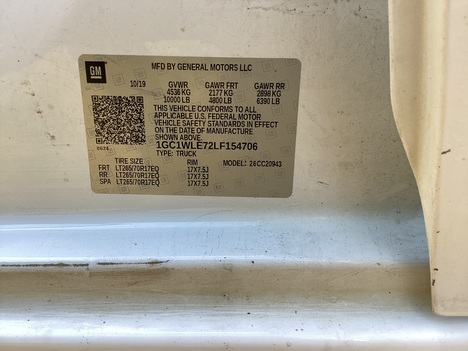 GM
MFD BY GENERAL MOTORS LLC
10/19 GVWR GAWR FRT GAWR RR
4536 KG 2177 KG 2898 KG
10000 LB 4800 LB 6390 LB
THIS VEHICLE CONFORMS TO ALL
APPLICABLE U.S. FEDERAL MOTOR
VEHICLE SAFETY STANDARDS IN EFFECT
ON THE DATE OF MANUFACTURE
SHOWN ABOVE.
1GC1WLE72LF154706
TYPE: TRUCK
TIRE SIZE RIM MODEL: 26CC20943
FRT LT265/70R17EQ 17X7.5J
RR LT265/70R17EQ 17X7.5J
SPA LT265/70R17EQ 17X7.5J